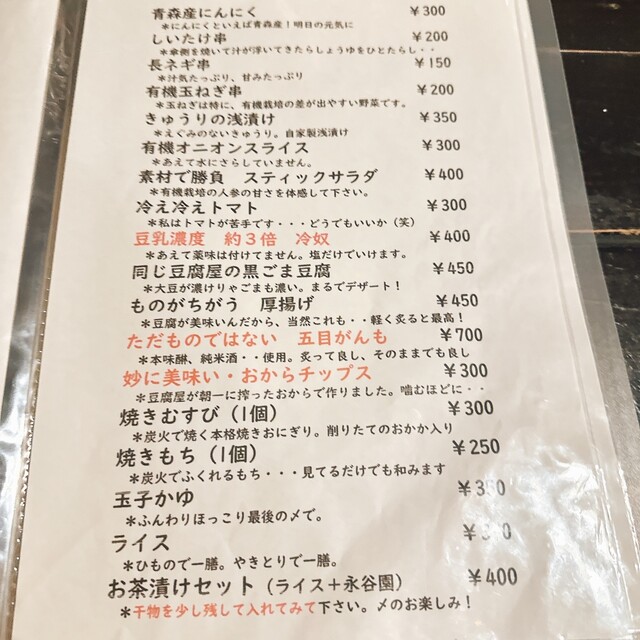 青森産にんにく ￥300
＊にんにくといえば青森産！明日の元気に
しいたけ串 ￥200
＊傘側を焼いて汁が浮いてきたらしょうゆをひとたらし・・
長ネギ串 ￥150
＊汁気たっぷり、甘みたっぷり
有機玉ねぎ串 ￥200
＊玉ねぎは特に、有機栽培の差が出やすい野菜です。
きゅうりの浅漬け ￥350
＊えぐみのないきゅうり。自家製浅漬け
有機オニオンスライス ￥300
＊あえて水にさらしていません。
素材で勝負　スティックサラダ ￥400
＊有機栽培の人参の甘さを体感して下さい。
冷え冷えトマト ￥300
＊私はトマトが苦手です・・・どうでもいいか（笑）
豆乳濃度　約３倍　冷奴 ￥400
＊あえて薬味は付けてません。塩だけでいけます。
同じ豆腐屋の黒ごま豆腐 ￥450
＊大豆が濃けりゃごまも濃い。まるでデザート！
ものがちがう　厚揚げ ￥450
＊豆腐が美味いんだから、当然これも・・軽く炙ると最高！
ただものではない　五目がんも ￥700
＊本味醂、純米酒・・使用。炙って良し、そのままでも良し
妙に美味い・おからチップス ￥300
＊豆腐屋が朝一に搾ったおからで作りました。噛むほどに・・
焼きむすび（1個） ￥300
＊炭火で焼く本格焼きおにぎり。削りたてのおかか入り
焼きもち（1個） ￥250
＊炭火でふくれるもち・・・見てるだけでも和みます
玉子かゆ
＊ふんわりほっこり最後の〆で。
ライス
＊ひもので一膳。やきとりで一膳。
お茶漬けセット（ライス＋永谷園） ￥400
＊干物を少し残して入れてみて下さい。〆のお楽しみ！